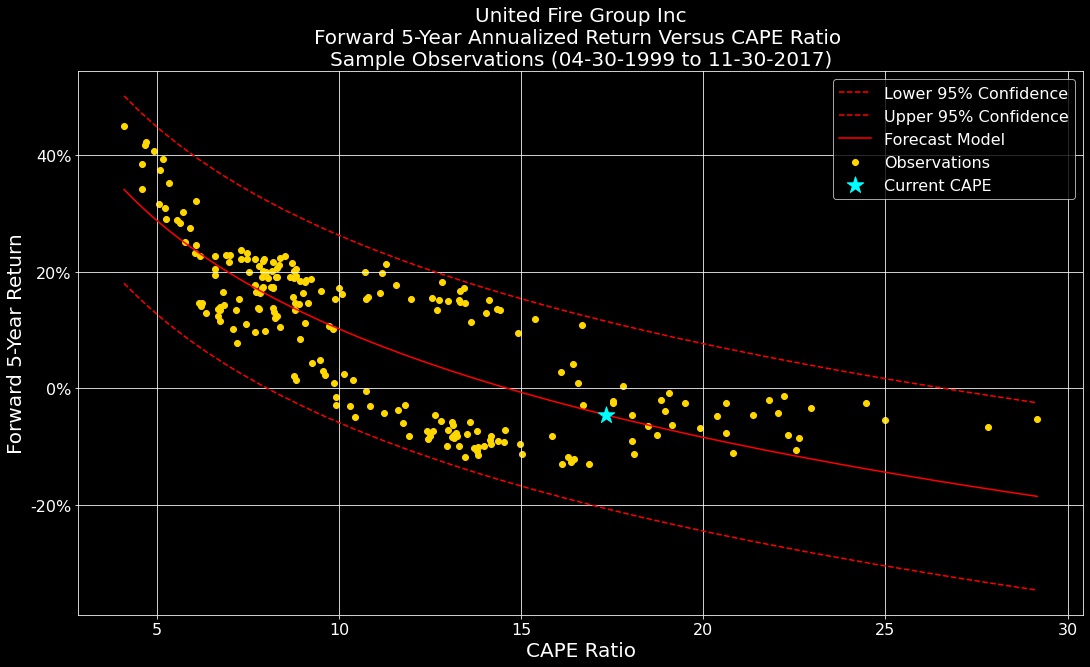 United Fire Group Inc
Forward 5-Year Annualized Return Versus CAPE Ratio
Sample Observations (04-30-1999 to 11-30-2017)
Lower 95% Confidence
Upper 95% Confidence
Forecast Model
Observations
Current CAPE
Forward 5-Year Return
40%
20%
0%
-20%
5
10
15
20
25
30
CAPE Ratio